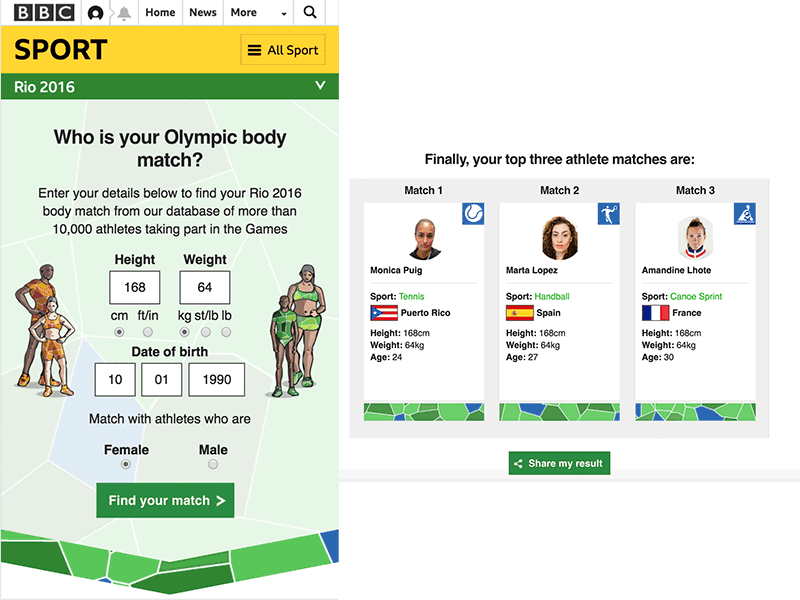 BBC Home News More
SPORT All Sport
Rio 2016
Who is your Olympic body
match?
Enter your details below to find your Rio 2016
body match from our database of more than
10,000 athletes taking part in the Games
Height Weight
168 64
cm ft/in kg st/lb lb
Date of birth
10 01 1990
Match with athletes who are
Female Male
Find your match >
Finally, your top three athlete matches are:
Match 1 Match 2 Match 3
Monica Puig
Sport: Tennis
Puerto Rico
Height: 168cm
Weight: 64kg
Age: 24
Marta Lopez
Sport: Handball
Spain
Height: 168cm
Weight: 64kg
Age: 27
Amandine Lhote
Sport: Canoe Sprint
France
Height: 168cm
Weight: 64kg
Age: 30
Share my result